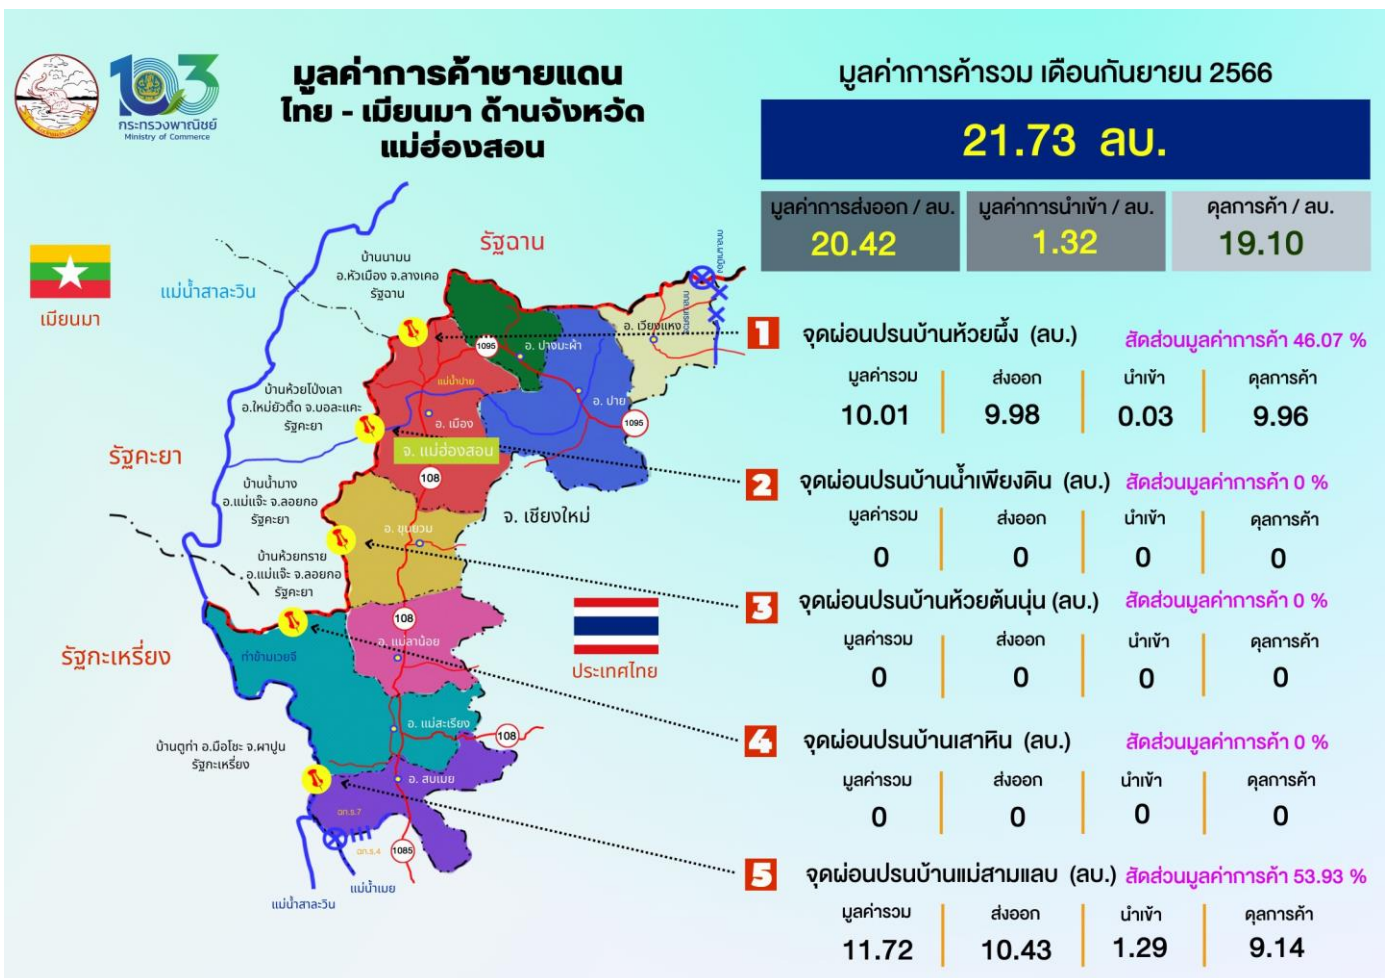 กระทรวงพาณิชย์
Ministry of Commerce
มูลค่าการค้าชายแดน
ไทย - เมียนมา ด้านจังหวัด
แม่ฮ่องสอน
มูลค่าการค้ารวม เดือนกันยายน 2566
21.73 ลบ.
มูลค่าการส่งออก / ลบ.
20.42
มูลค่าการนำเข้า / ลบ.
1.32
ดุลการค้า / ลบ.
19.10
เมียนมา
แม่น้ำสาละวิน
รัฐฉาน
บ้านนามน
อ.หัวเมือง จ.ลางเคอ
รัฐฉาน
อ. เวียงแหง
1095
อ. ปางมะผ้า
แม่น้ำปาย
อ. ปาย
1095
อ. เมือง
จ. แม่ฮ่องสอน
108
บ้านห้วยโป่งเลา
อ.ใหม่ยัวตี้ด จ.บอละแคะ
รัฐคะยา
รัฐคะยา
บ้านน้ำมาง
อ.แม่แจ๊ะ จ.ลอยกอ
รัฐคะยา
จ. เชียงใหม่
อ. ขุนยวม
บ้านห้วยทราย
อ.แม่แจ๊ะ จ.ลอยกอ
รัฐคะยา
108
อ. แม่ลาน้อย
รัฐกะเหรี่ยง
ท่าข้ามเวยจี
ประเทศไทย
อ. แม่สะเรียง
108
บ้านตูท่า อ.มือโซะ จ.ผาปูน
รัฐกะเหรี่ยง
อ. สบเมย
ฉก.ร.7
ฉก.ร.4
1085
แม่น้ำเมย
แม่น้ำสาละวิน
1 จุดผ่อนปรนบ้านห้วยผึ้ง (ลบ.) สัดส่วนมูลค่าการค้า 46.07 %
มูลค่ารวม ส่งออก นำเข้า ดุลการค้า
10.01 9.98 0.03 9.96
2 จุดผ่อนปรนบ้านน้ำเพียงดิน (ลบ.) สัดส่วนมูลค่าการค้า 0 %
มูลค่ารวม ส่งออก นำเข้า ดุลการค้า
0 0 0 0
3 จุดผ่อนปรนบ้านห้วยต้นนุ่น (ลบ.) สัดส่วนมูลค่าการค้า 0 %
มูลค่ารวม ส่งออก นำเข้า ดุลการค้า
0 0 0 0
4 จุดผ่อนปรนบ้านเสาหิน (ลบ.) สัดส่วนมูลค่าการค้า 0 %
มูลค่ารวม ส่งออก นำเข้า ดุลการค้า
0 0 0 0
5 จุดผ่อนปรนบ้านแม่สามแลบ (ลบ.) สัดส่วนมูลค่าการค้า 53.93 %
มูลค่ารวม ส่งออก นำเข้า ดุลการค้า
11.72 10.43 1.29 9.14